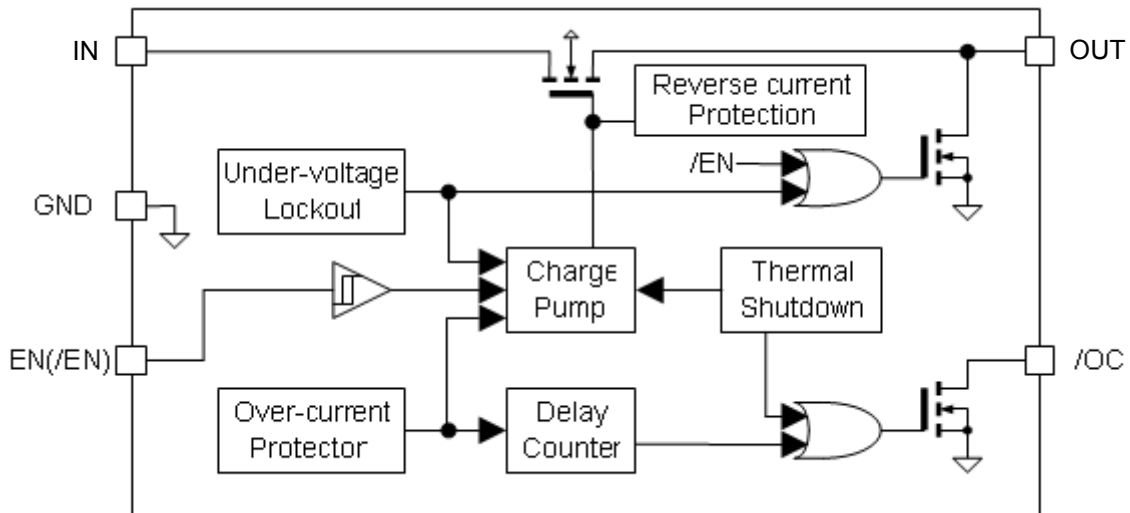 IN
OUT
Reverse current
Protection
/EN
Under-voltage
Lockout
GND
Charge
Pump
Thermal
Shutdown
EN(/EN)
/OC
Over-current
Protector
Delay
Counter